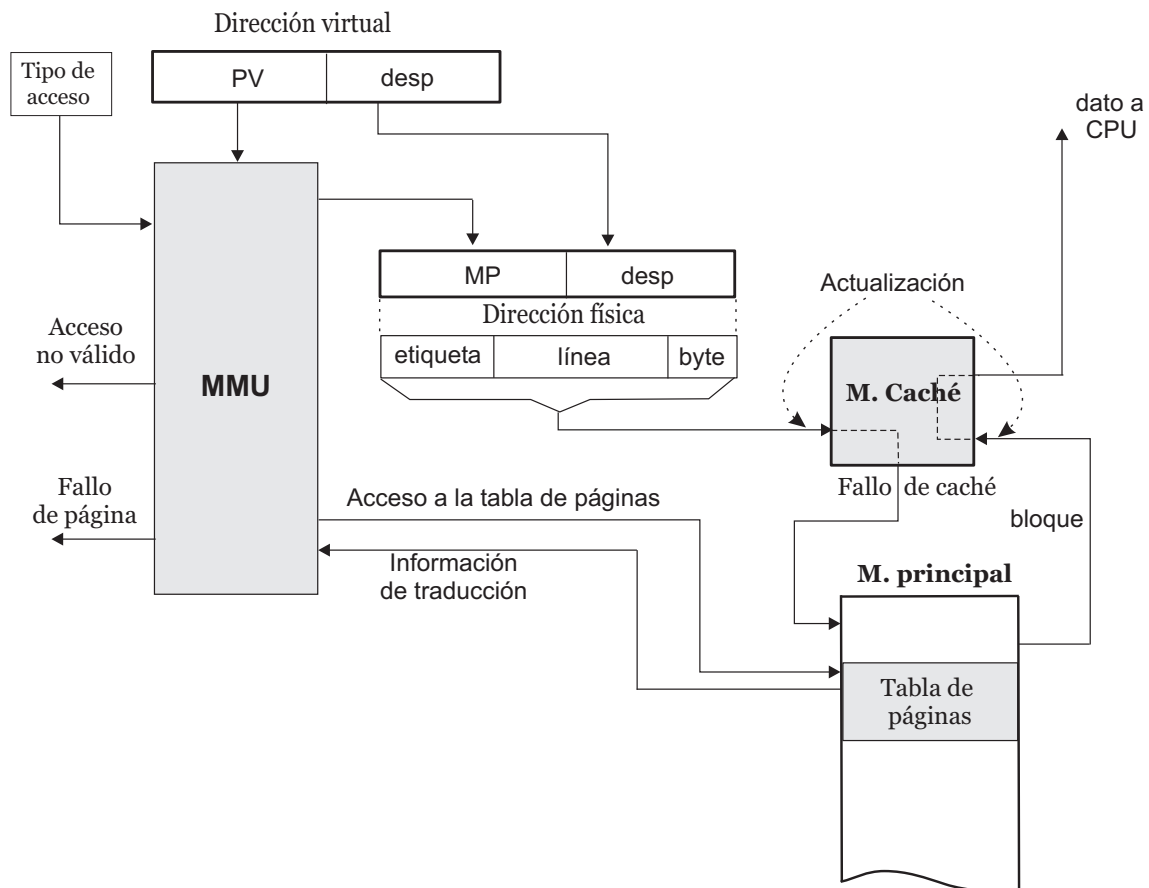 Dirección virtual
Tipo de
acceso
PV
desp
dato a
CPU
MP
desp
Actualización
Dirección física
Acceso
no válido
etiqueta
línea
byte
MMU
M. Caché
Fallo
de página
Acceso a la tabla de páginas
Fallo de caché
bloque
Información
de traducción
M. principal
Tabla de
páginas